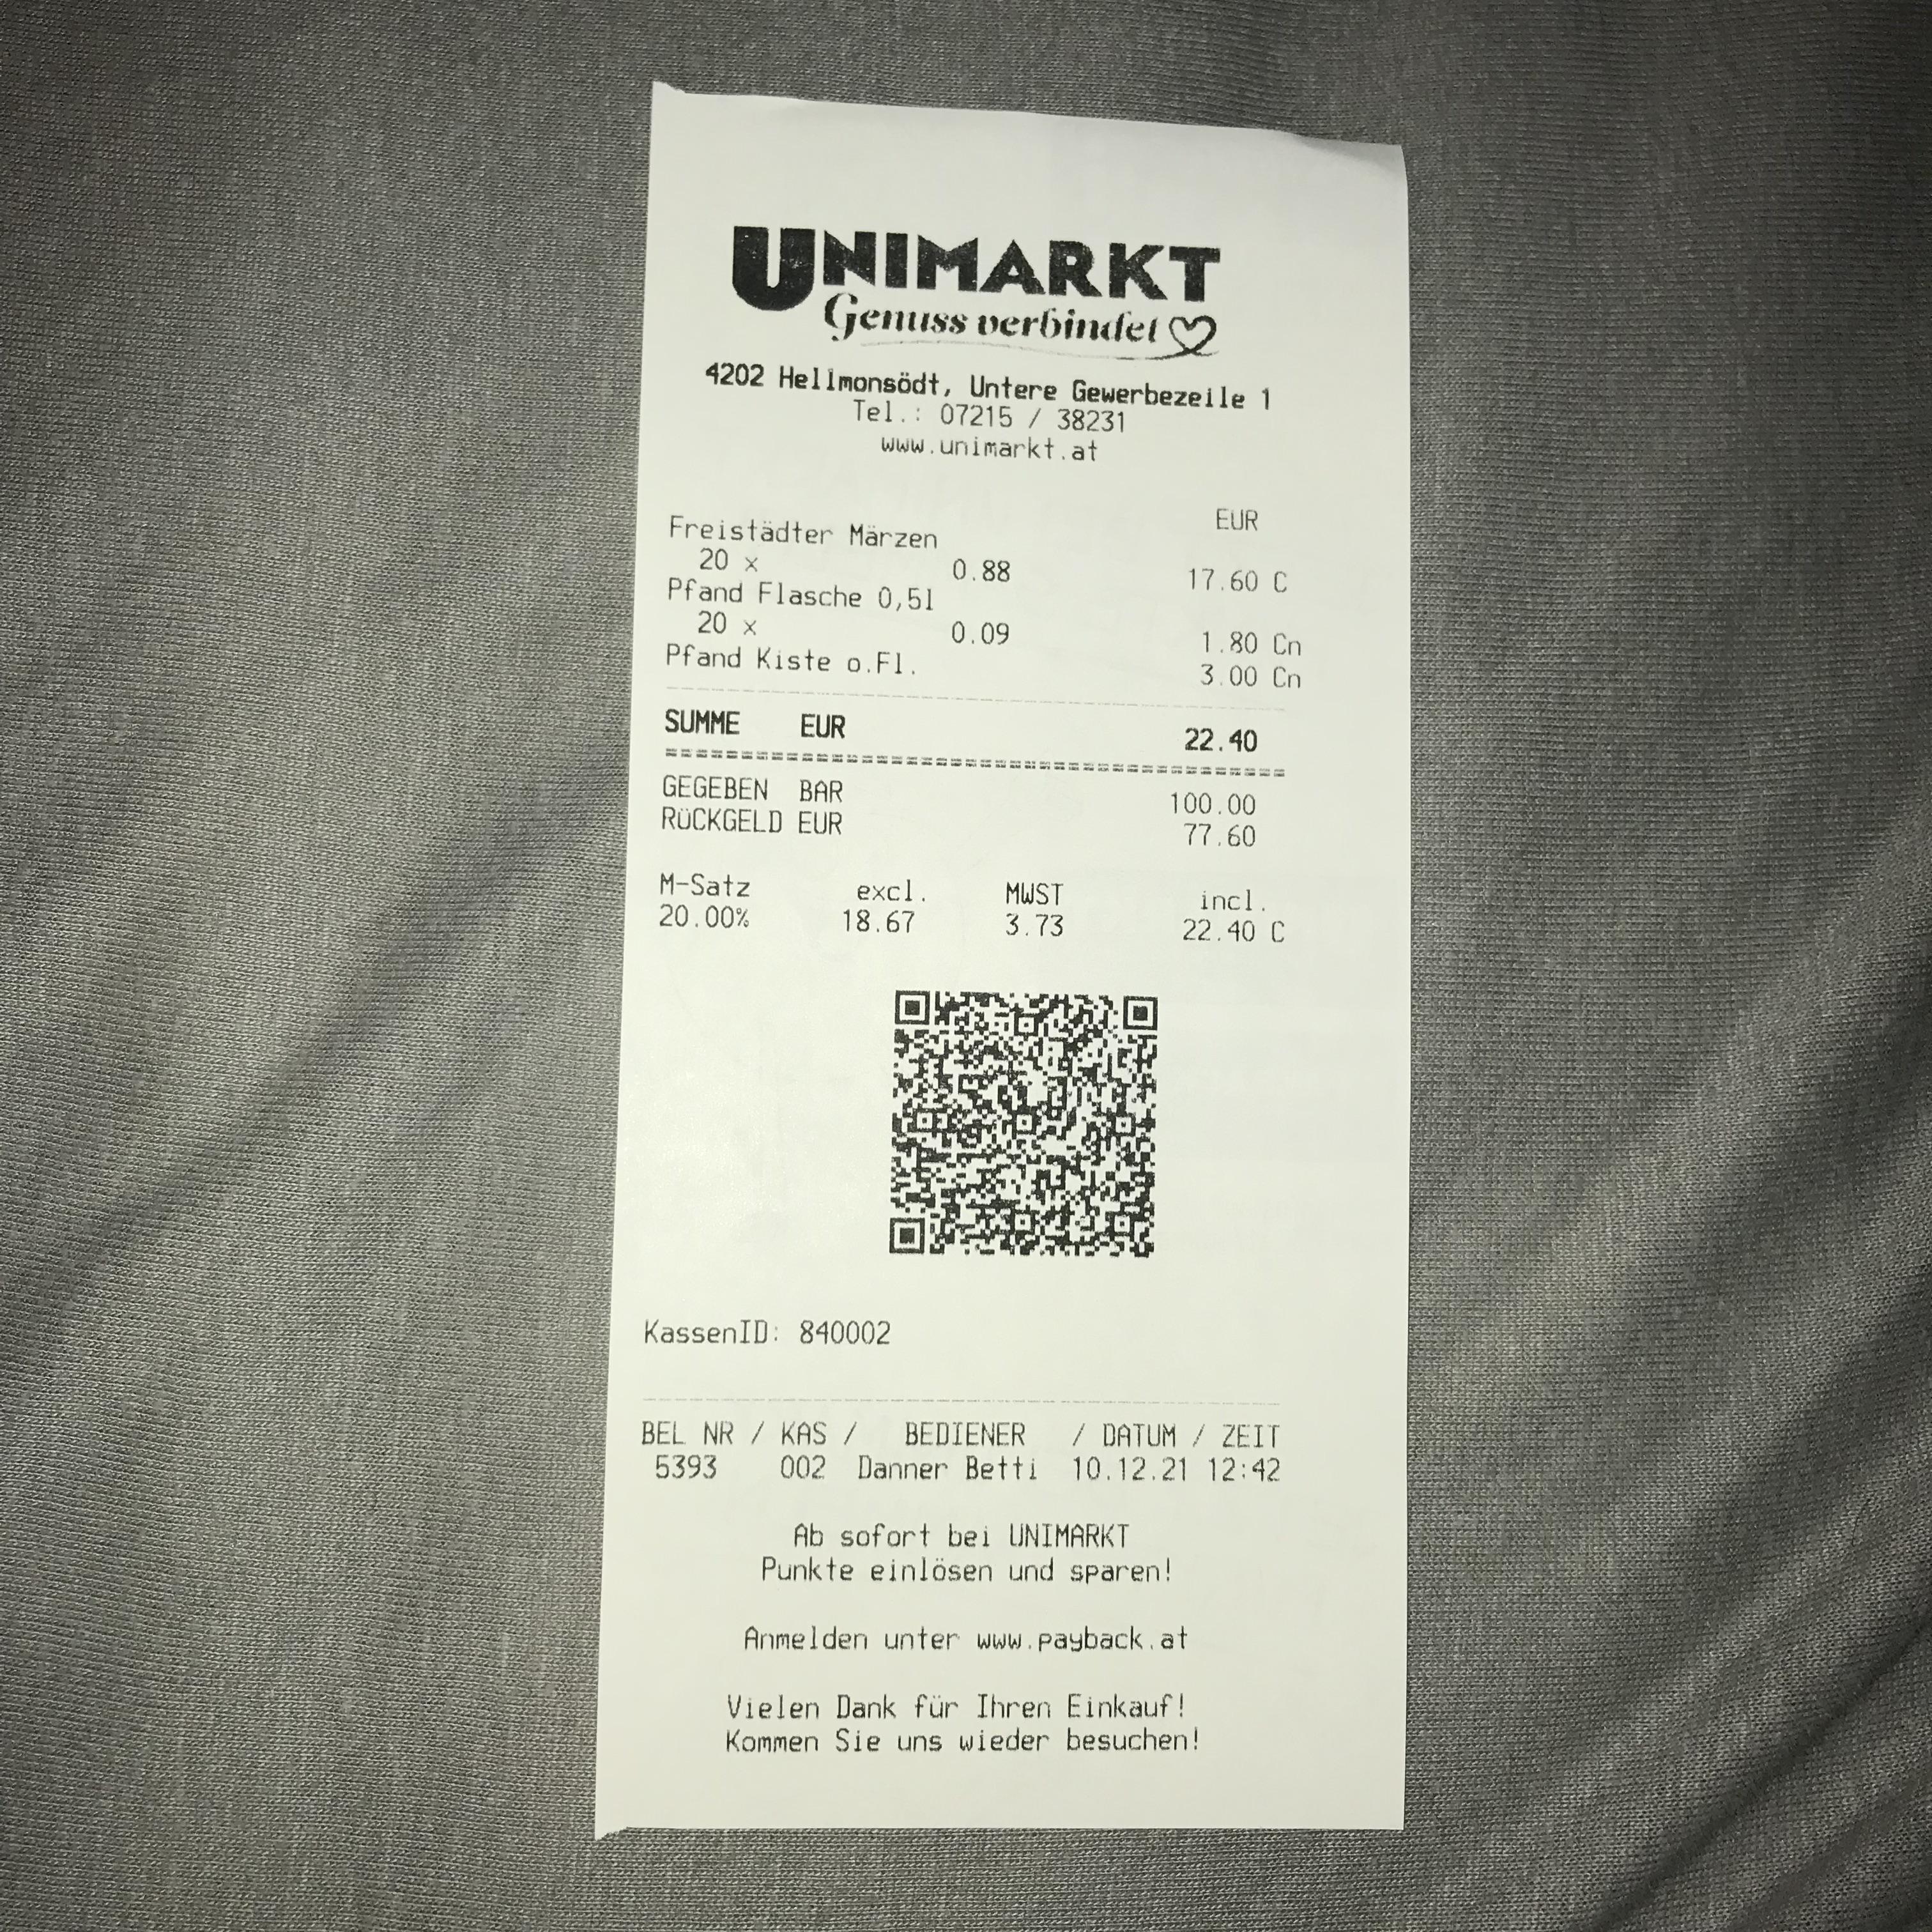 UNIMARKT
Genuss verbindet
4202 Hellmonsödt, Untere Gewerbezeile 1
Tel.: 07215 / 38231
www.unimarkt.at
EUR
Freistädter Märzen
20 x 0.88 17.60 C
Pfand Flasche 0,5l
20 x 0.09 1.80 Cn
Pfand Kiste o.Fl. 3.00 Cn
SUMME EUR 22.40
GEGEBEN BAR 100.00
RÜCKGELD EUR 77.60
M-Satz excl. MWST incl.
20.00% 18.67 3.73 22.40 C
KassenID: 840002
BEL NR / KAS / BEDIENER / DATUM / ZEIT
5393 002 Danner Betti 10.12.21 12:42
Ab sofort bei UNIMARKT
Punkte einlösen und sparen!
Anmelden unter www.payback.at
Vielen Dank für Ihren Einkauf!
Kommen Sie uns wieder besuchen!